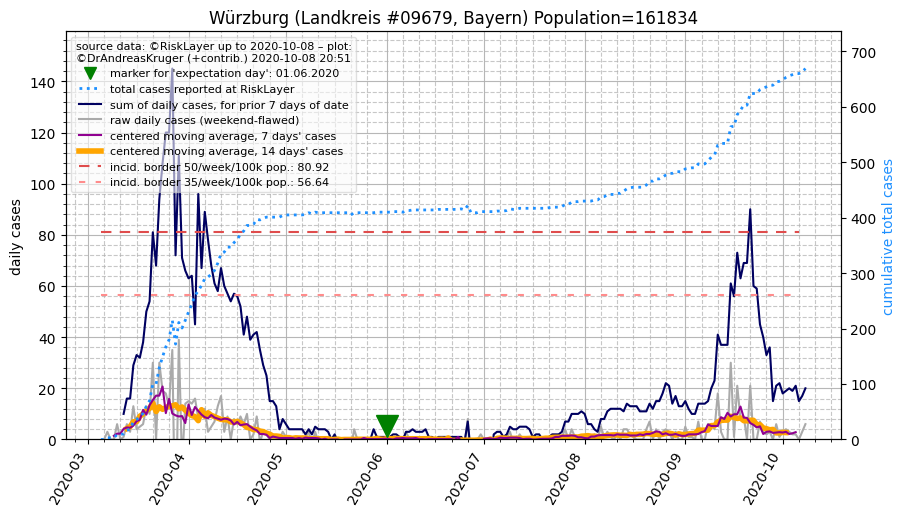 Würzburg (Landkreis #09679, Bayern) Population=161834
source data: ©RiskLayer up to 2020-10-08 – plot:
©DrAndreasKruger (+contrib.) 2020-10-08 20:51
marker for 'expectation day': 01.06.2020
total cases reported at RiskLayer
sum of daily cases, for prior 7 days of date
raw daily cases (weekend-flawed)
centered moving average, 7 days' cases
centered moving average, 14 days' cases
incid. border 50/week/100k pop.: 80.92
incid. border 35/week/100k pop.: 56.64
daily cases
140
120
100
80
60
40
20
0
700
600
500
400
300
200
100
0
cumulative total cases
2020-03
2020-04
2020-05
2020-06
2020-07
2020-08
2020-09
2020-10